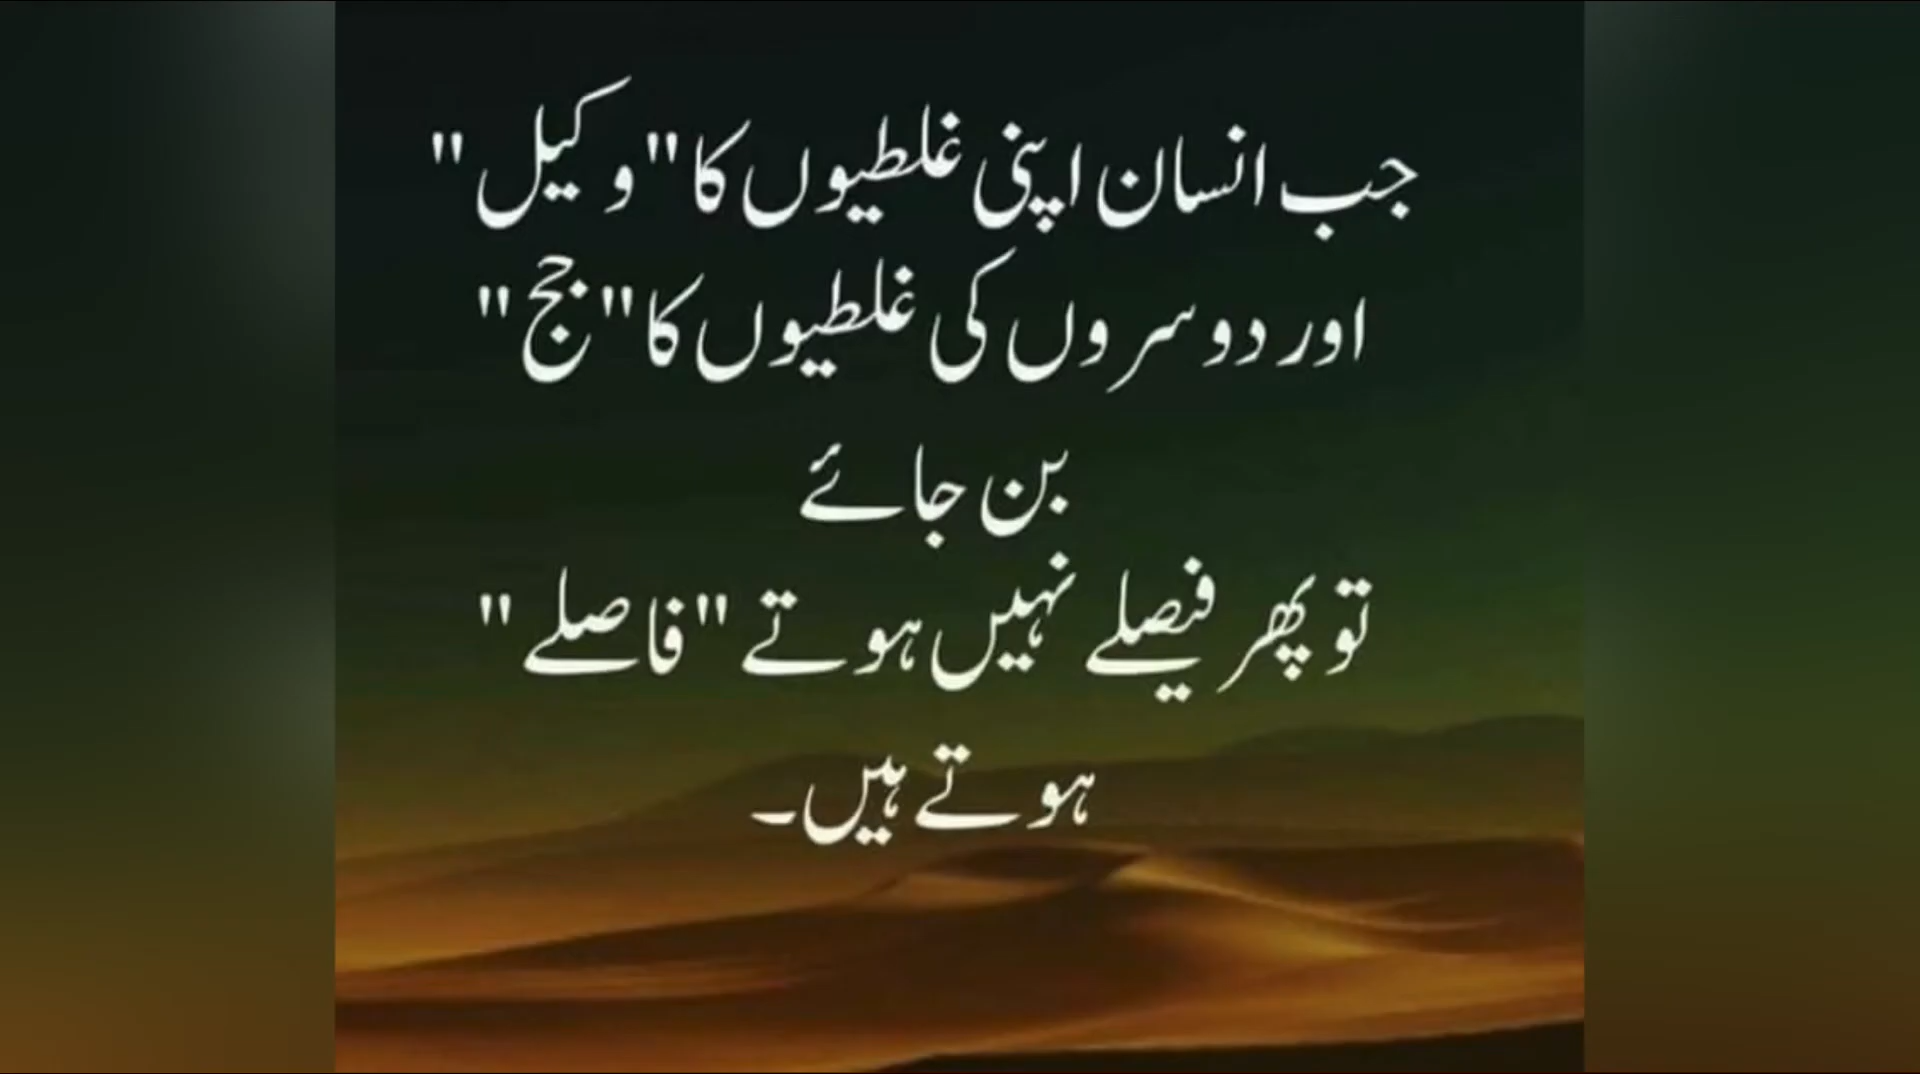 جب انسان اپنی غلطیوں کا "وکیل"
اور دوسروں کی غلطیوں کا "جج"
بن جائے
تو پھر فیصلے نہیں ہوتے "فاصلے"
ہوتے ہیں۔